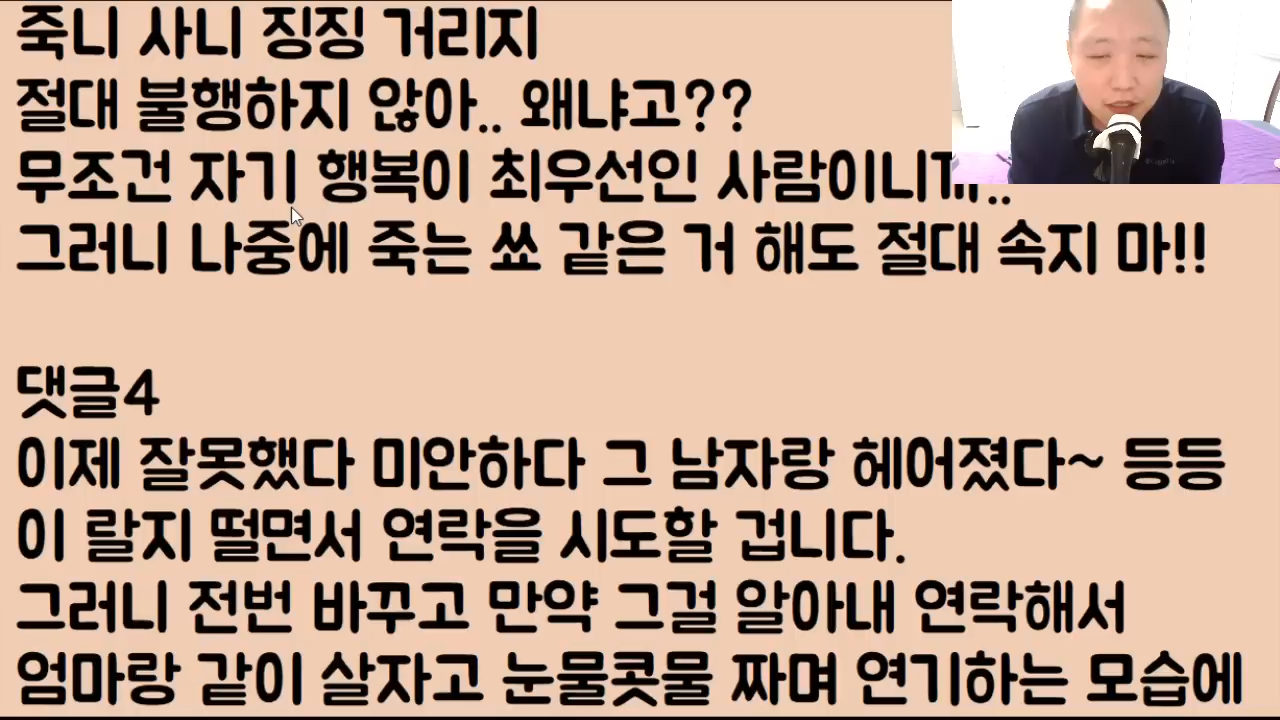 죽니 사니 징징 거리지
절대 불행하지 않아.. 왜냐고??
무조건 자기 행복이 최우선인 사람이니까..
그러니 나중에 죽는 쑈 같은 거 해도 절대 속지 마!!
댓글4
이제 잘못했다 미안하다 그 남자랑 헤어졌다~ 등등
이 랄지 떨면서 연락을 시도할 겁니다.
그러니 전번 바꾸고 만약 그걸 알아내 연락해서
엄마랑 같이 살자고 눈물콧물 짜며 연기하는 모습에